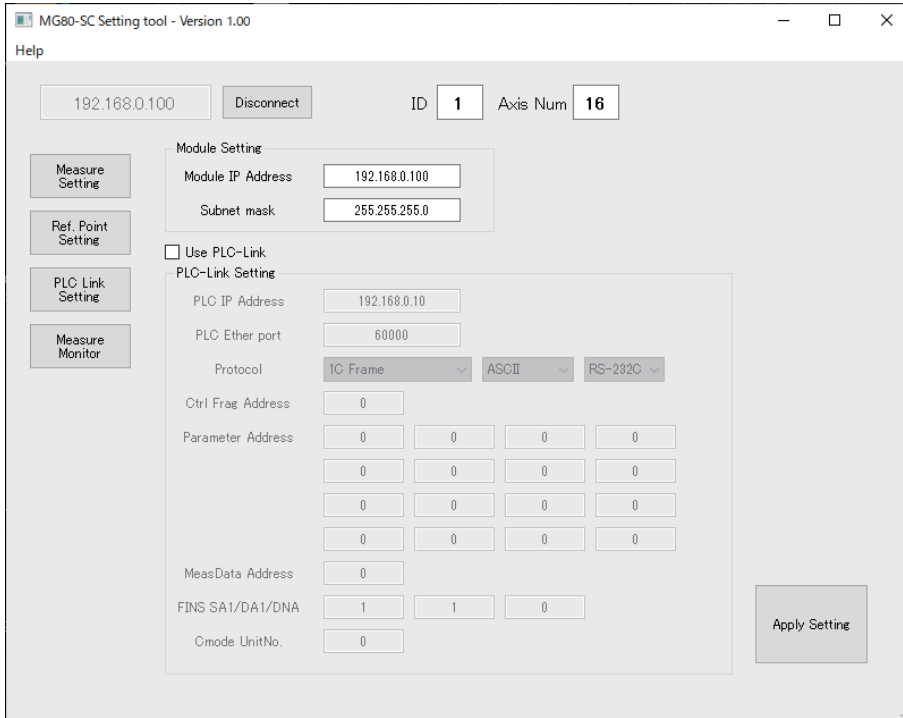 MG80-SC Setting tool - Version 1.00
Help
192.168.0.100 Disconnect ID 1 Axis Num 16
Measure
Setting
Ref. Point
Setting
PLC Link
Setting
Measure
Monitor
Module Setting
Module IP Address 192.168.0.100
Subnet mask 255.255.255.0
Use PLC-Link
PLC-Link Setting
PLC IP Address 192.168.0.10
PLC Ether port 60000
Protocol 1C Frame ASCII RS-232C
Ctrl Frag Address 0
Parameter Address 0 0 0 0
0 0 0 0
0 0 0 0
0 0 0 0
MeasData Address 0
FINS SA1/DA1/DNA 1 1 0
Cmode UnitNo. 0
Apply Setting